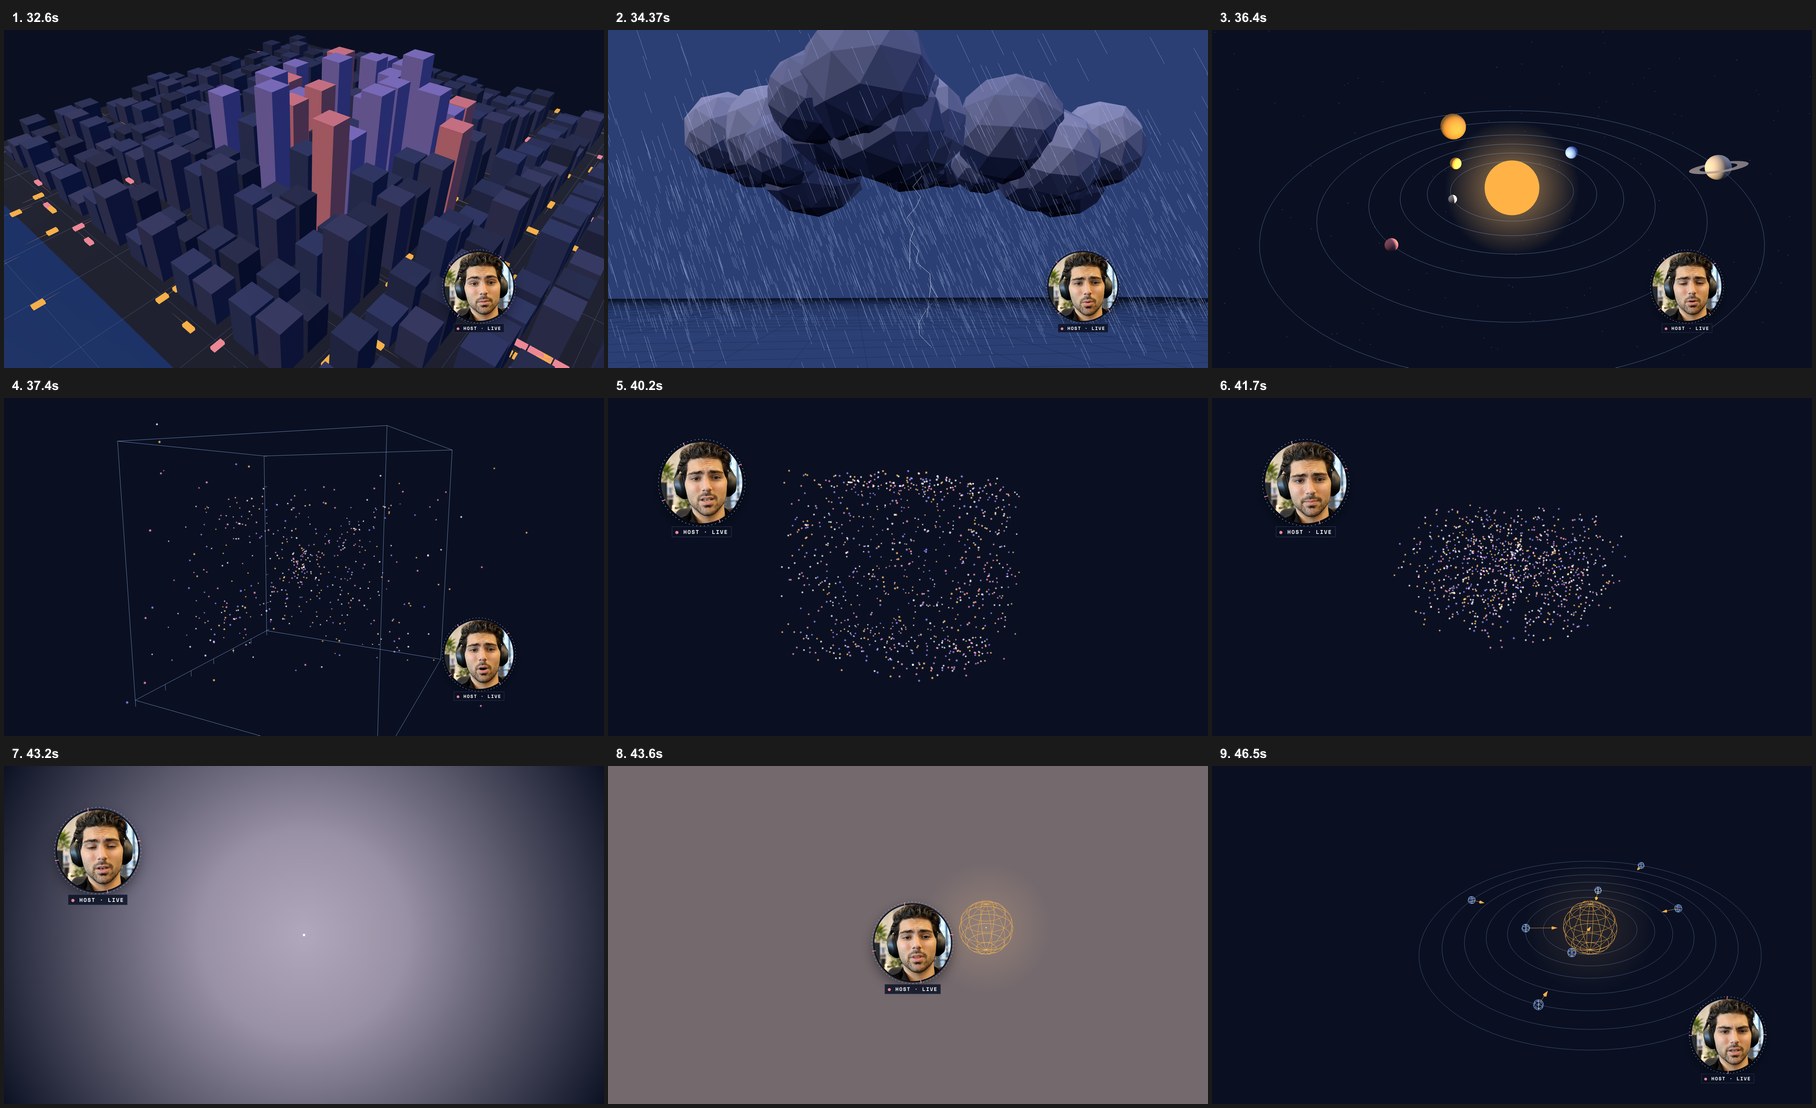 1. 32.6s
2. 34.37s
3. 36.4s
HOST · LIVE
HOST · LIVE
HOST · LIVE
4. 37.4s
5. 40.2s
6. 41.7s
HOST · LIVE
HOST · LIVE
HOST · LIVE
7. 43.2s
8. 43.6s
9. 46.5s
HOST · LIVE
HOST · LIVE
HOST · LIVE